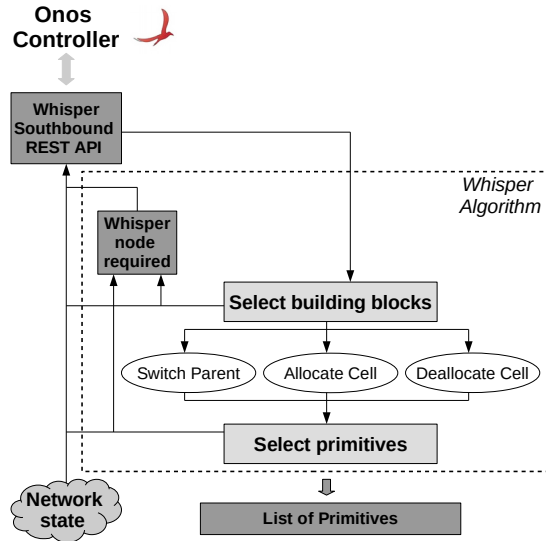 Onos
Controller
Whisper
Southbound
REST API
Whisper
Algorithm
Whisper
node
required
Select building blocks
Switch Parent
Allocate Cell
Deallocate Cell
Select primitives
Network
state
List of Primitives